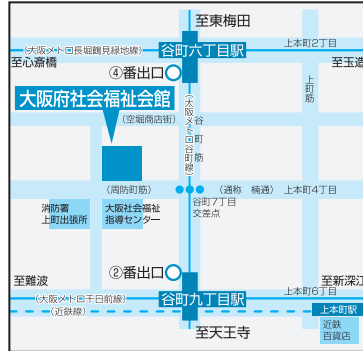 至東梅田
(大阪メトロ長堀鶴見緑地線)
谷町六丁目駅
上本町2丁目
至心斎橋
至玉造
④番出口
上町筋
大阪府社会福祉会館
(空堀商店街)
谷町筋
(大阪メトロ谷町線)
(周防町筋)
(通称 楠通)
上本町4丁目
消防署
上町出張所
大阪社会福祉
指導センター
谷町7丁目
交差点
②番出口
至難波
至新深江
(大阪メトロ千日前線)
谷町九丁目駅
上本町6丁目
(近鉄線)
上本町駅
近鉄
百貨店
至天王寺